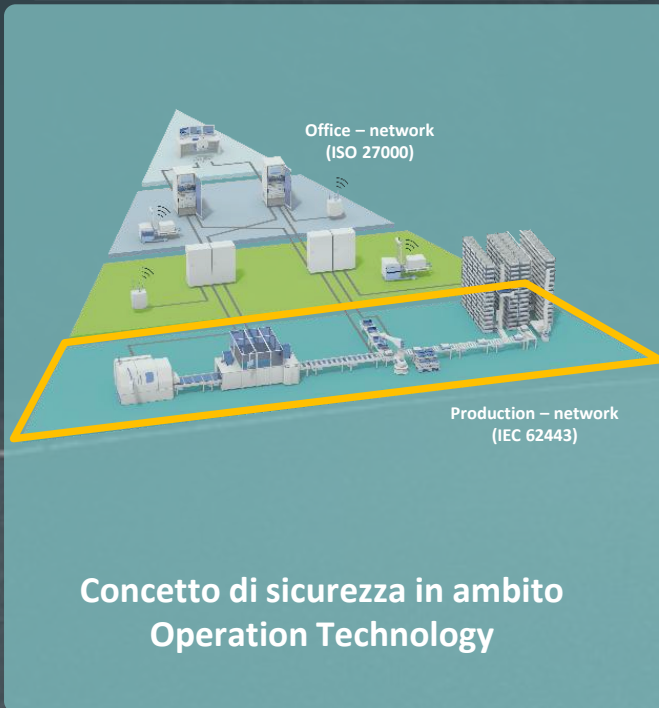 Office – network
(ISO 27000)
Production – network
(IEC 62443)
Concetto di sicurezza in ambito
Operation Technology